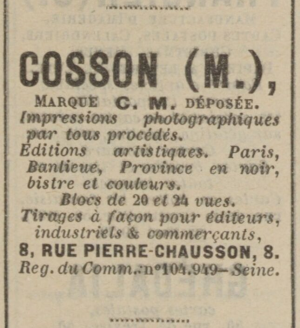 COSSON (M.),
MARQUE C. M. DÉPOSÉE.
Impressions photographiques
par tous procédés.
Editions artistiques. Paris,
Banlieue, Province en noir,
bistre et couleurs.
Blocs de 20 et 24 vues.
Tirages à façon pour éditeurs,
industriels & commerçants,
8, RUE PIERRE-CHAUSSON, 8.
Reg. du Comm. nº 104.949— Seine.